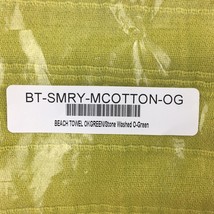 BT-SMRY-MCOTTON-OG
BEACH TOWEL OKGREEN/Stone Washed O-Green